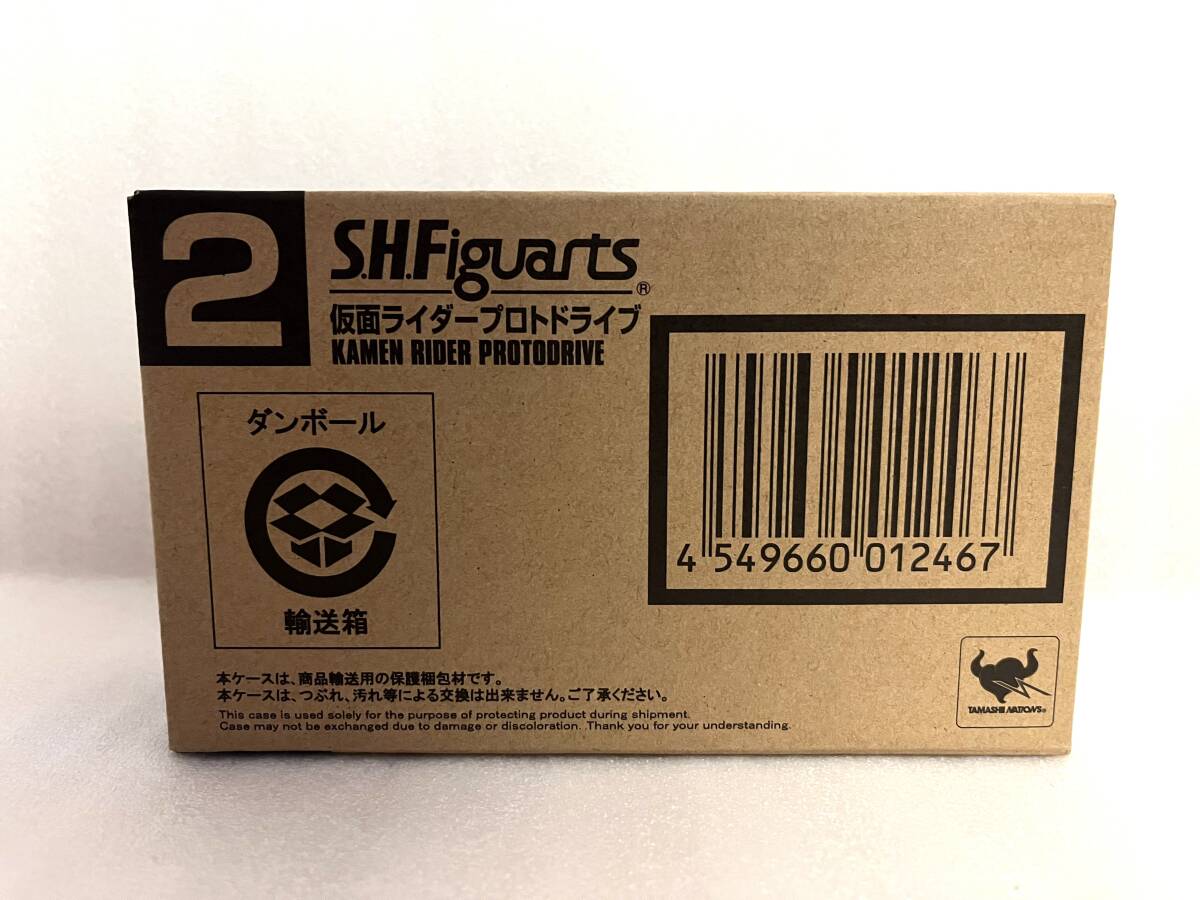 2
S.H.Figuarts®
仮面ライダープロトドライブ
KAMEN RIDER PROTODRIVE
ダンボール
輸送箱
4 549660 012467
本ケースは、商品輸送用の保護梱包材です。
本ケースは、つぶれ、汚れ等による交換は出来ません。ご了承ください。
This case is used solely for the purpose of protecting product during shipment.
Case may not be exchanged due to damage or discoloration. Thank you for your understanding.
TAMASHII NATIONS®